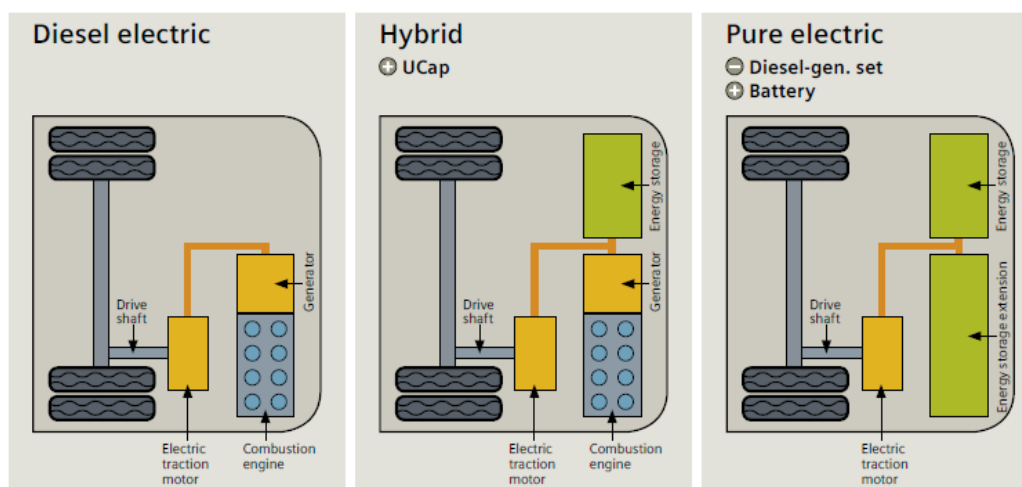 Diesel electric
Generator
Drive
shaft
Electric
traction
motor
Combustion
engine
Hybrid
UCap
Energy storage
Generator
Drive
shaft
Electric
traction
motor
Combustion
engine
Pure electric
Diesel-gen. set
Battery
Energy storage
Energy storage extension
Drive
shaft
Electric
traction
motor